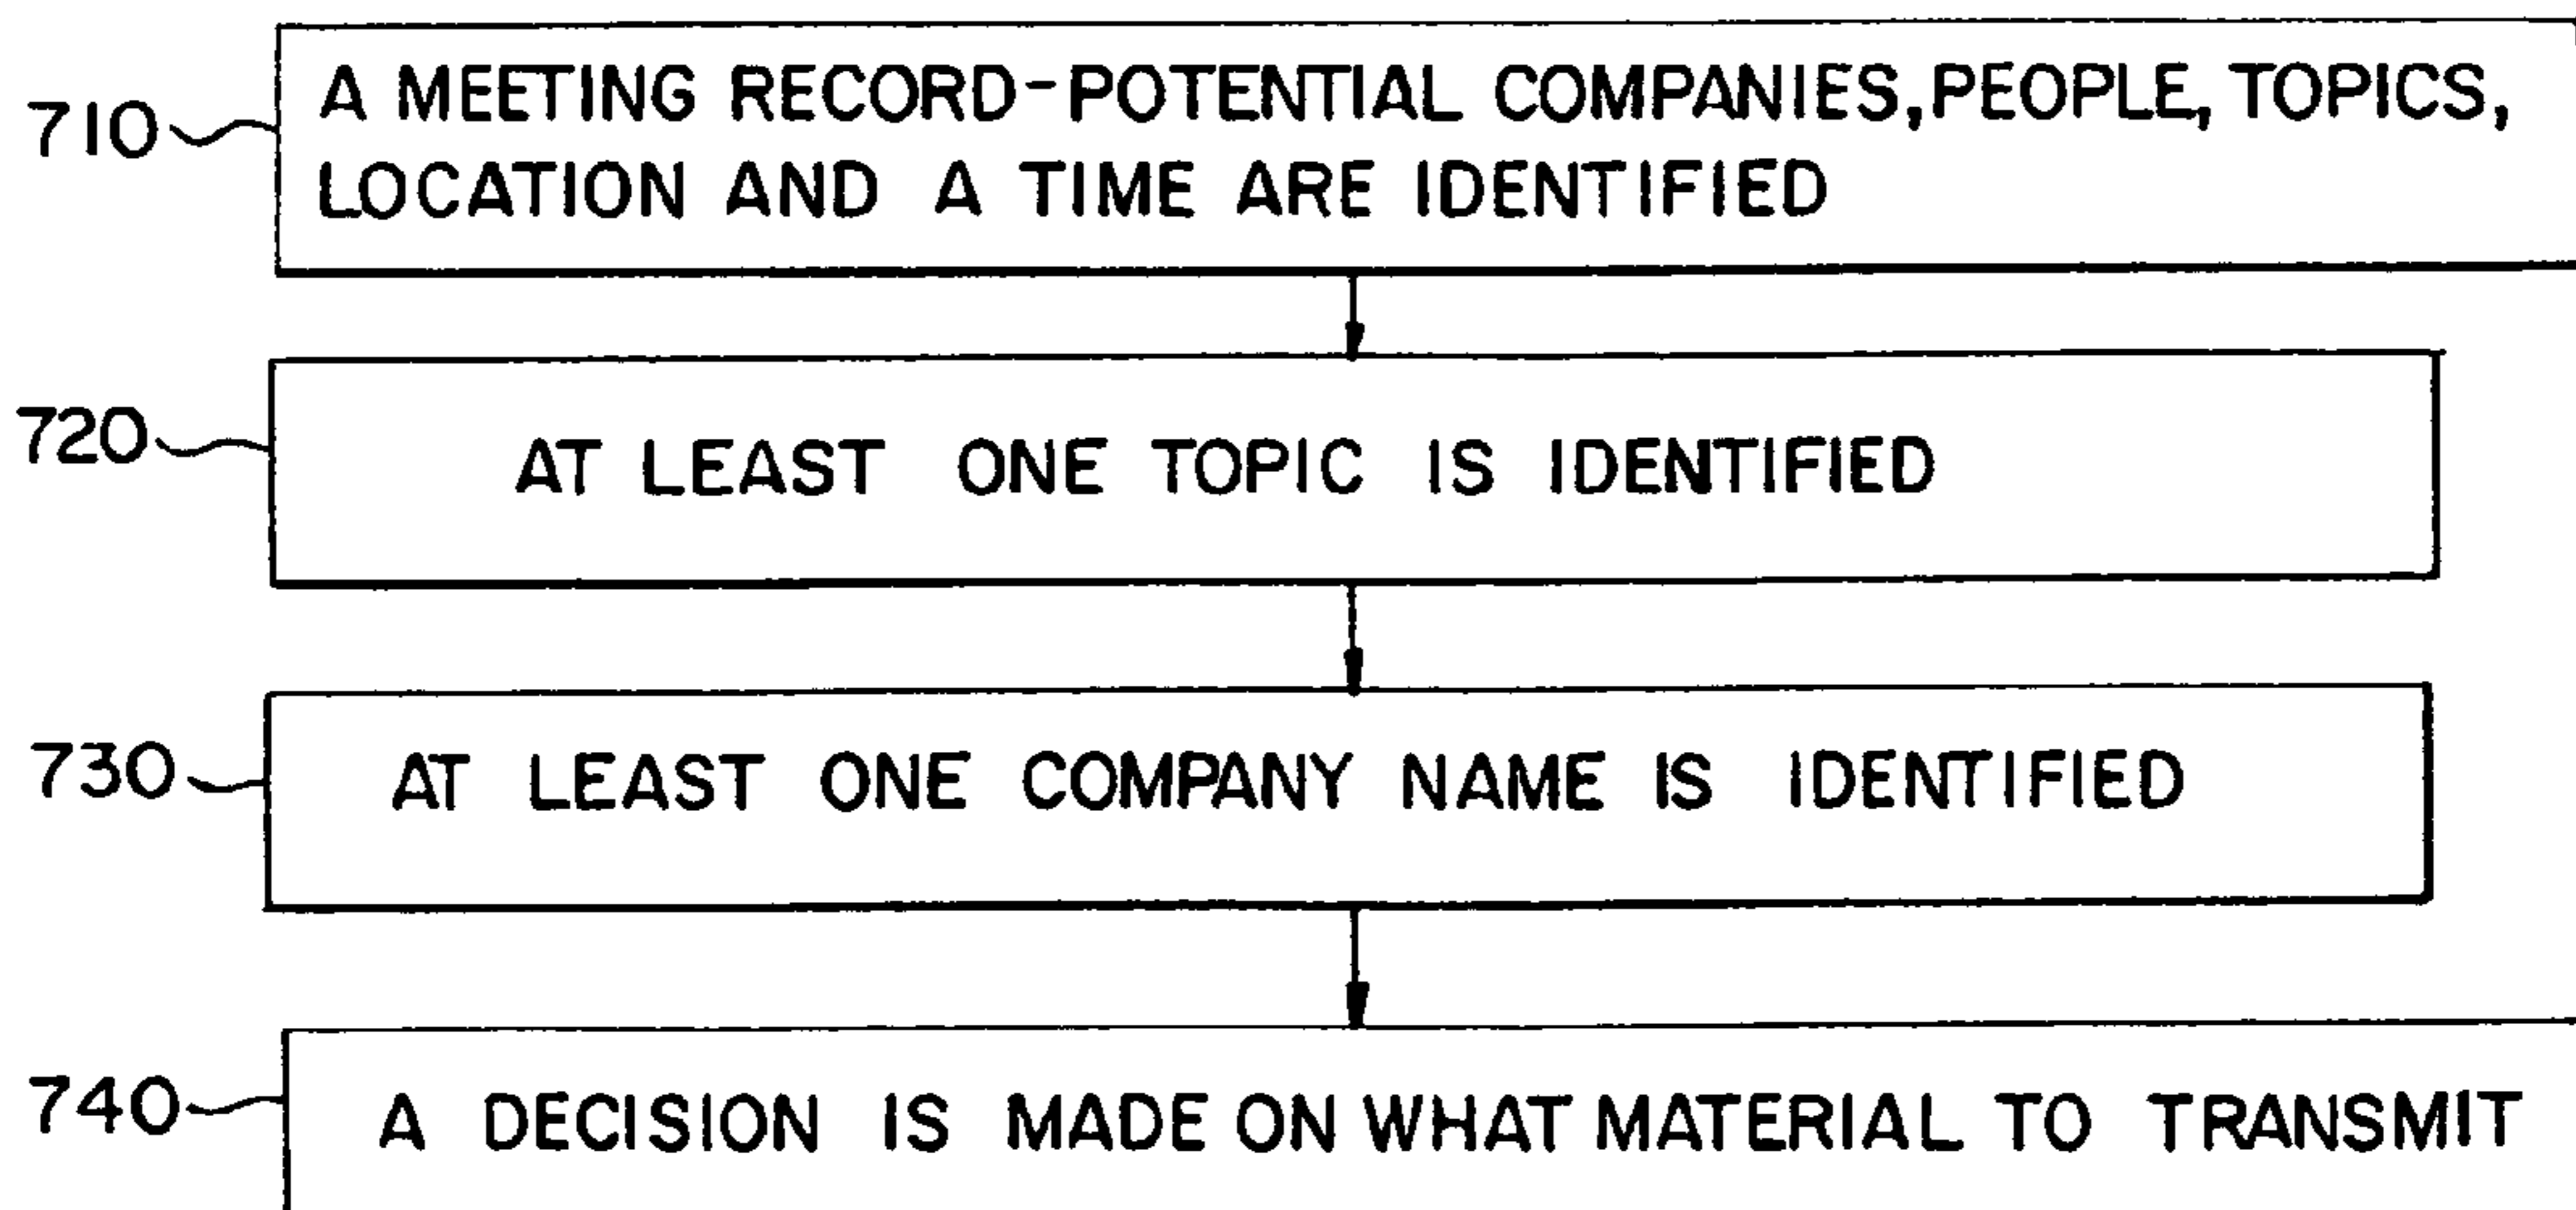 710
A MEETING RECORD-POTENTIAL COMPANIES, PEOPLE, TOPICS,
LOCATION AND A TIME ARE IDENTIFIED
720
AT LEAST ONE TOPIC IS IDENTIFIED
730
AT LEAST ONE COMPANY NAME IS IDENTIFIED
740
A DECISION IS MADE ON WHAT MATERIAL TO TRANSMIT